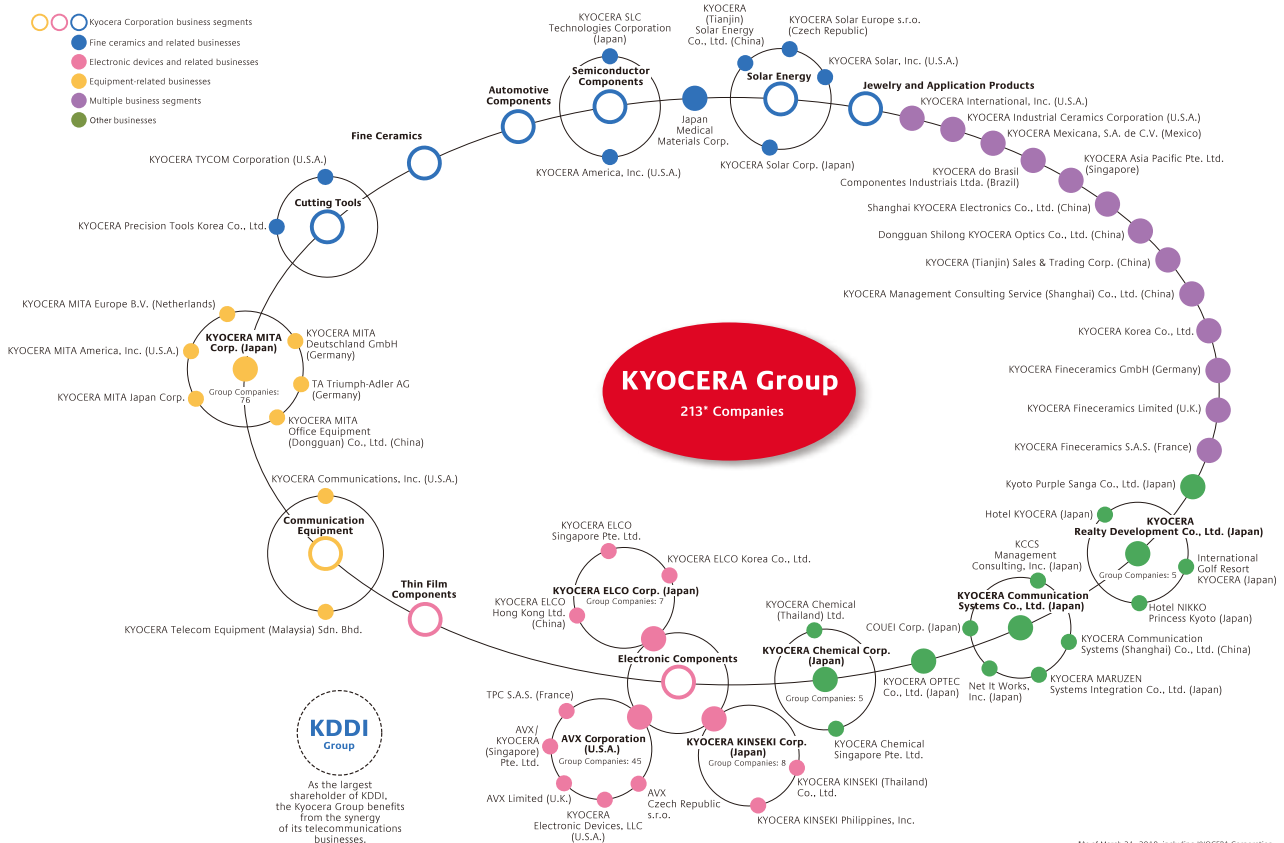 Kyocera Corporation business segments
Fine ceramics and related businesses
Electronic devices and related businesses
Equipment-related businesses
Multiple business segments
Other businesses
KYOCERA SLC
Technologies Corporation
(Japan)
KYOCERA
(Tianjin)
Solar Energy
Co., Ltd. (China)
KYOCERA Solar Europe s.r.o.
(Czech Republic)
KYOCERA Solar, Inc. (U.S.A.)
Semiconductor
Components
Solar Energy
Jewelry and Application Products
Automotive
Components
Fine Ceramics
Japan
Medical
Materials Corp.
KYOCERA America, Inc. (U.S.A.)
KYOCERA Solar Corp. (Japan)
KYOCERA International, Inc. (U.S.A.)
KYOCERA Industrial Ceramics Corporation (U.S.A.)
KYOCERA Mexicana, S.A. de C.V. (Mexico)
KYOCERA do Brasil
Componentes Industriais Ltda. (Brazil)
KYOCERA Asia Pacific Pte. Ltd.
(Singapore)
Shanghai KYOCERA Electronics Co., Ltd. (China)
Dongguan Shilong KYOCERA Optics Co., Ltd. (China)
KYOCERA (Tianjin) Sales & Trading Corp. (China)
KYOCERA Management Consulting Service (Shanghai) Co., Ltd. (China)
KYOCERA Korea Co., Ltd.
KYOCERA Fineceramics GmbH (Germany)
KYOCERA Fineceramics Limited (U.K.)
KYOCERA Fineceramics S.A.S. (France)
Kyoto Purple Sanga Co., Ltd. (Japan)
KYOCERA TYCOM Corporation (U.S.A.)
Cutting Tools
KYOCERA Precision Tools Korea Co., Ltd.
KYOCERA MITA Europe B.V. (Netherlands)
KYOCERA MITA
Corp. (Japan)
Group Companies:
76
KYOCERA MITA
Deutschland GmbH
(Germany)
KYOCERA MITA America, Inc. (U.S.A.)
TA Triumph-Adler AG
(Germany)
KYOCERA MITA Japan Corp.
KYOCERA MITA
Office Equipment
(Dongguan) Co., Ltd. (China)
KYOCERA Group
213* Companies
KYOCERA Communications, Inc. (U.S.A.)
Communication
Equipment
KYOCERA Telecom Equipment (Malaysia) Sdn. Bhd.
Thin Film
Components
KYOCERA ELCO
Singapore Pte. Ltd.
KYOCERA ELCO Korea Co., Ltd.
KYOCERA ELCO Corp. (Japan)
Group Companies: 7
KYOCERA ELCO
Hong Kong Ltd.
(China)
Electronic Components
TPC S.A.S. (France)
AVX/
KYOCERA
(Singapore)
Pte. Ltd.
AVX Corporation
(U.S.A.)
Group Companies: 45
AVX Limited (U.K.)
KYOCERA
Electronic Devices, LLC
(U.S.A.)
AVX
Czech Republic
s.r.o.
KYOCERA KINSEKI Corp.
(Japan)
Group Companies: 8
KYOCERA KINSEKI (Thailand)
Co., Ltd.
KYOCERA KINSEKI Philippines, Inc.
KYOCERA Chemical
(Thailand) Ltd.
KYOCERA Chemical Corp.
(Japan)
Group Companies: 5
KYOCERA Chemical
Singapore Pte. Ltd.
KYOCERA OPTEC
Co., Ltd. (Japan)
KCCS
Management
Consulting, Inc. (Japan)
KYOCERA Communication
Systems Co., Ltd. (Japan)
COUEI Corp. (Japan)
Net It Works,
Inc. (Japan)
KYOCERA Communication
Systems (Shanghai) Co., Ltd. (China)
KYOCERA MARUZEN
Systems Integration Co., Ltd. (Japan)
Hotel KYOCERA (Japan)
KYOCERA
Realty Development Co., Ltd. (Japan)
Group Companies: 5
International
Golf Resort
KYOCERA (Japan)
Hotel NIKKO
Princess Kyoto (Japan)
KDDI
Group
As the largest
shareholder of KDDI,
the Kyocera Group benefits
from the synergy
of its telecommunications
businesses.